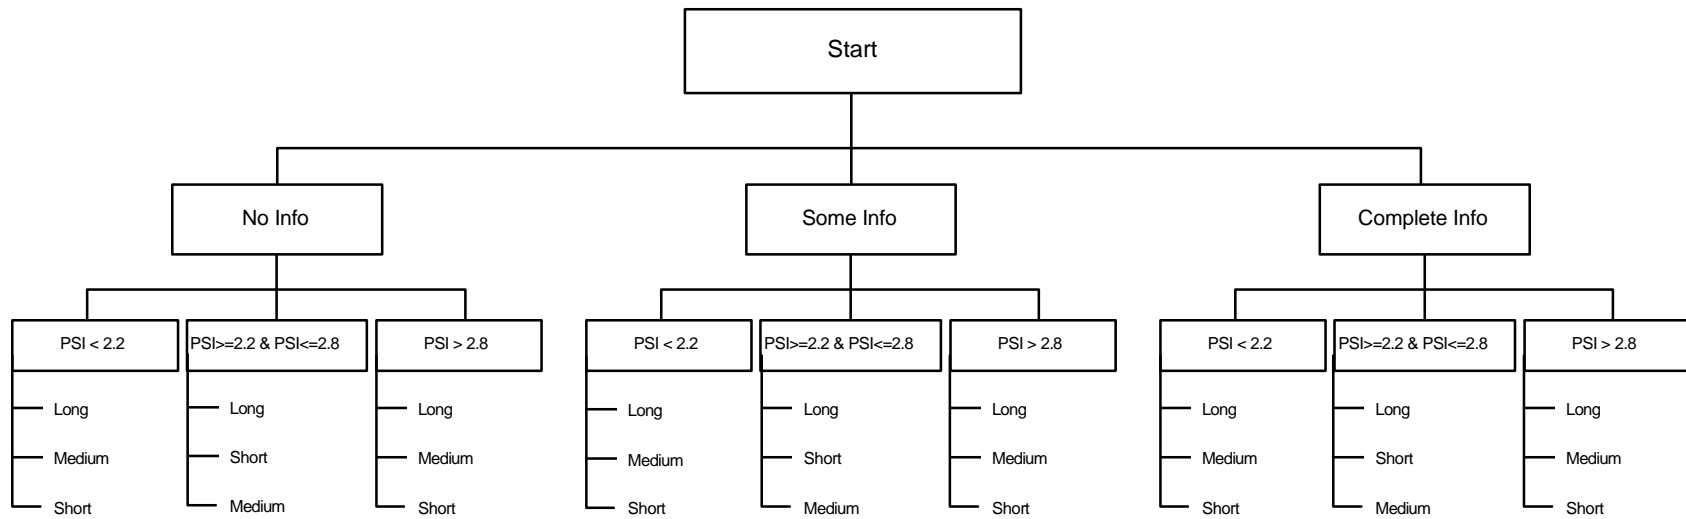 Start
No Info
Some Info
Complete Info
PSI < 2.2
PSI>=2.2 & PSI<=2.8
PSI > 2.8
PSI < 2.2
PSI>=2.2 & PSI<=2.8
PSI > 2.8
PSI < 2.2
PSI>=2.2 & PSI<=2.8
PSI > 2.8
Long
Long
Long
Long
Long
Long
Long
Long
Long
Medium
Short
Medium
Medium
Short
Medium
Medium
Short
Medium
Short
Medium
Short
Short
Medium
Short
Short
Medium
Short